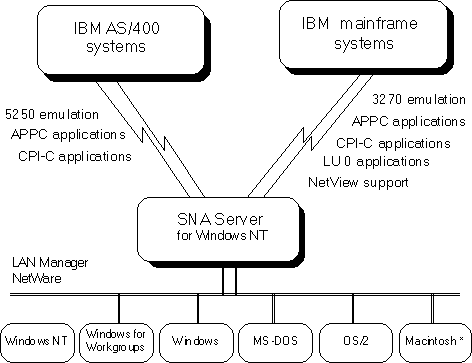 IBM AS/400
systems
IBM mainframe
systems
5250 emulation
APPC applications
CPI-C applications
3270 emulation
APPC applications
CPI-C applications
LU 0 applications
NetView support
SNA Server
for Windows NT
LAN Manager
NetWare
Windows NT
Windows for
Workgroups
Windows
MS-DOS
OS/2
Macintosh *